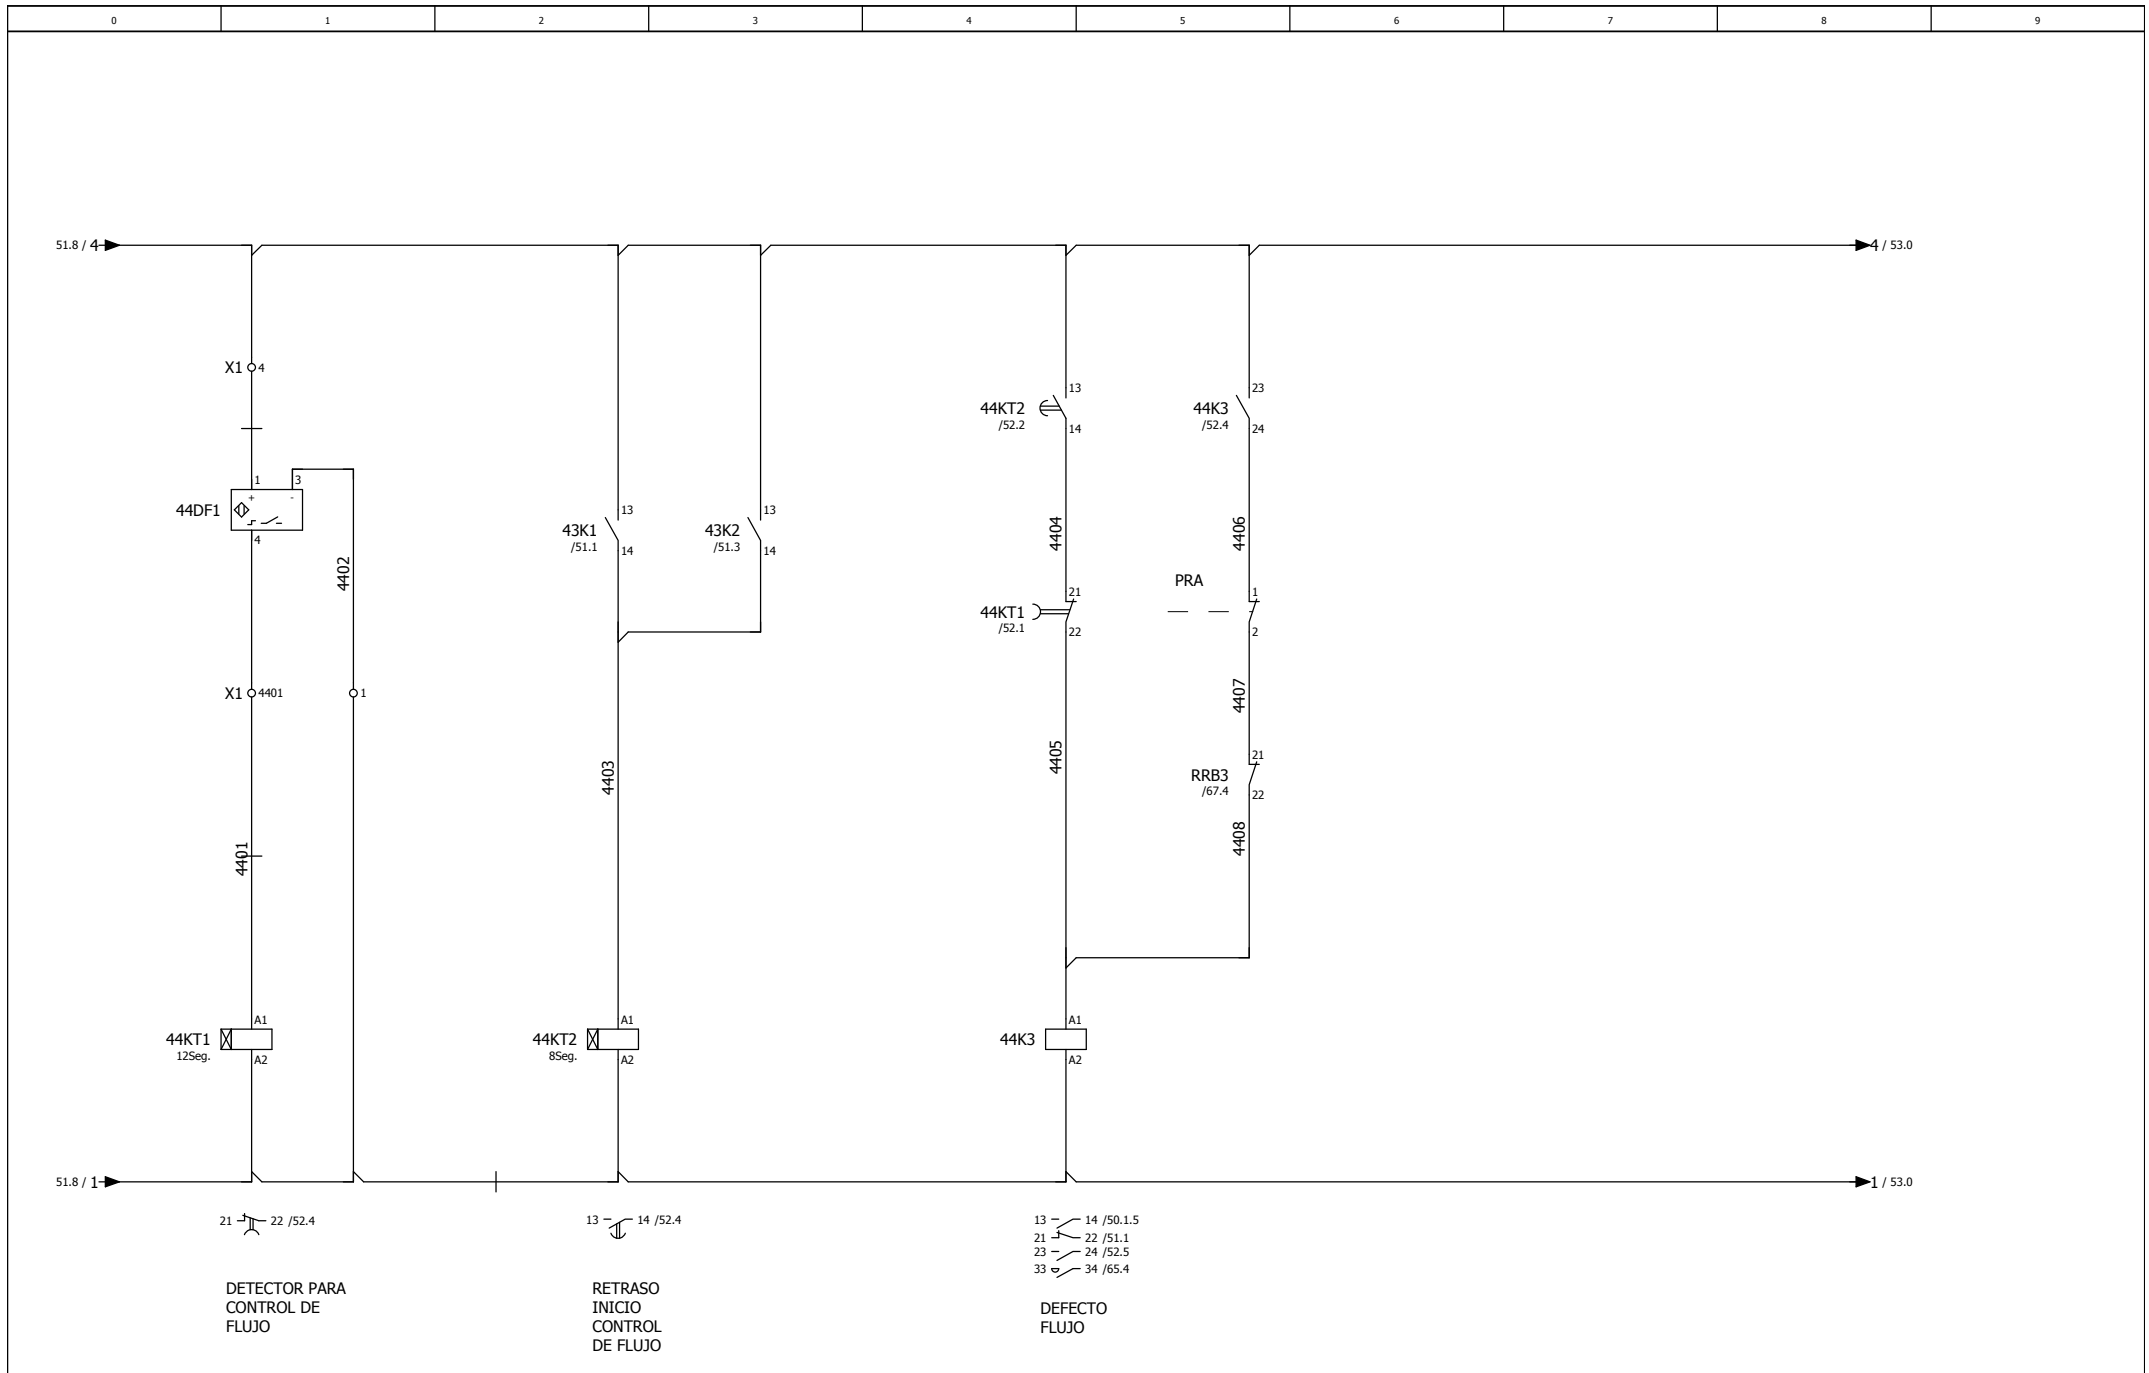 0 1 2 3 4 5 6 7 8 9
51.8 / 4
4 / 53.0
X1 4
13
44KT2
/52.2
14
23
44K3
/52.4
24
1 3
+ -
44DF1
4
4402
13
43K1
/51.1
14
13
43K2
/51.3
14
4404
4406
PRA
21
44KT1
/52.1
22
1
2
X1 4401
1
4403
4405
4407
21
RRB3
/67.4
22
4408
4401
A1
44KT1
12Seg.
A2
A1
44KT2
8Seg.
A2
A1
44K3
A2
51.8 / 1
1 / 53.0
21 22 /52.4
13 14 /52.4
13 14 /50.1.5
21 22 /51.1
23 24 /52.5
33 34 /65.4
DETECTOR PARA
CONTROL DE
FLUJO
RETRASO
INICIO
CONTROL
DE FLUJO
DEFECTO
FLUJO